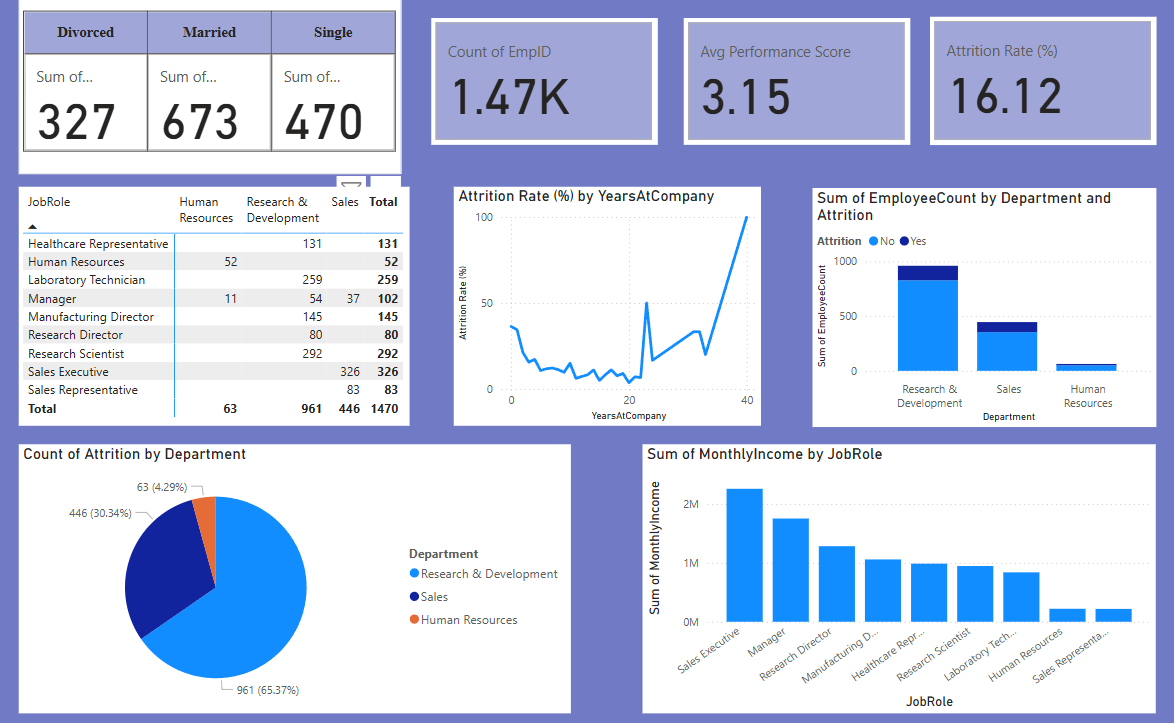 Divorced Married Single
Sum of... Sum of... Sum of...
327 673 470
Count of EmpID
1.47K
Avg Performance Score
3.15
Attrition Rate (%)
16.12
JobRole Human Resources Research & Development Sales Total
Healthcare Representative 131 131
Human Resources 52 52
Laboratory Technician 259 259
Manager 11 54 37 102
Manufacturing Director 145 145
Research Director 80 80
Research Scientist 292 292
Sales Executive 326 326
Sales Representative 83 83
Total 63 961 446 1470
Attrition Rate (%) by YearsAtCompany
Attrition Rate (%)
100
50
0
0 20 40
YearsAtCompany
Sum of EmployeeCount by Department and
Attrition
Attrition No Yes
Sum of EmployeeCount
1000
500
0
Research & Development Sales Human Resources
Department
Count of Attrition by Department
63 (4.29%)
446 (30.34%)
961 (65.37%)
Department
Research & Development
Sales
Human Resources
Sum of MonthlyIncome by JobRole
Sum of MonthlyIncome
2M
1M
0M
Sales Executive
Manager
Research Director
Manufacturing D...
Healthcare Repr...
Research Scientist
Laboratory Tech...
Human Resources
Sales Representa...
JobRole